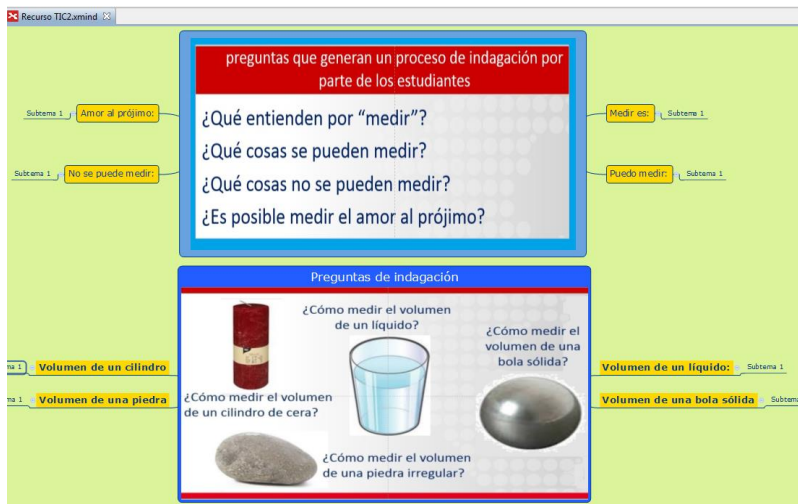 Recurso TIC2.xmind
preguntas que generan un proceso de indagación por
parte de los estudiantes
¿Qué entienden por “medir”?
¿Qué cosas se pueden medir?
¿Qué cosas no se pueden medir?
¿Es posible medir el amor al prójimo?
Subtema 1
Amor al prójimo:
Subtema 1
No se puede medir:
Medir es:
Subtema 1
Puedo medir:
Subtema 1
Preguntas de indagación
¿Cómo medir el volumen
de un líquido?
¿Cómo medir el
volumen de una
bola sólida?
¿Cómo medir el volumen
de un cilindro de cera?
¿Cómo medir el volumen
de una piedra irregular?
ma 1
Volumen de un cilindro
ma 1
Volumen de una piedra
Volumen de un líquido:
Subtema 1
Volumen de una bola sólida
Subtem